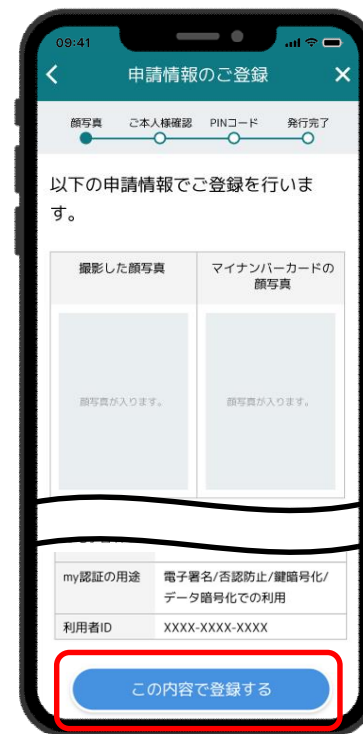 09:41
申請情報のご登録
顔写真 ご本人様確認 PINコード 発行完了
以下の申請情報でご登録を行いま
す。
撮影した顔写真 マイナンバーカードの
顔写真
顔写真が入ります。 顔写真が入ります。
my認証の用途 電子署名/否認防止/鍵暗号化/
データ暗号化での利用
利用者ID XXXX-XXXX-XXXX
この内容で登録する